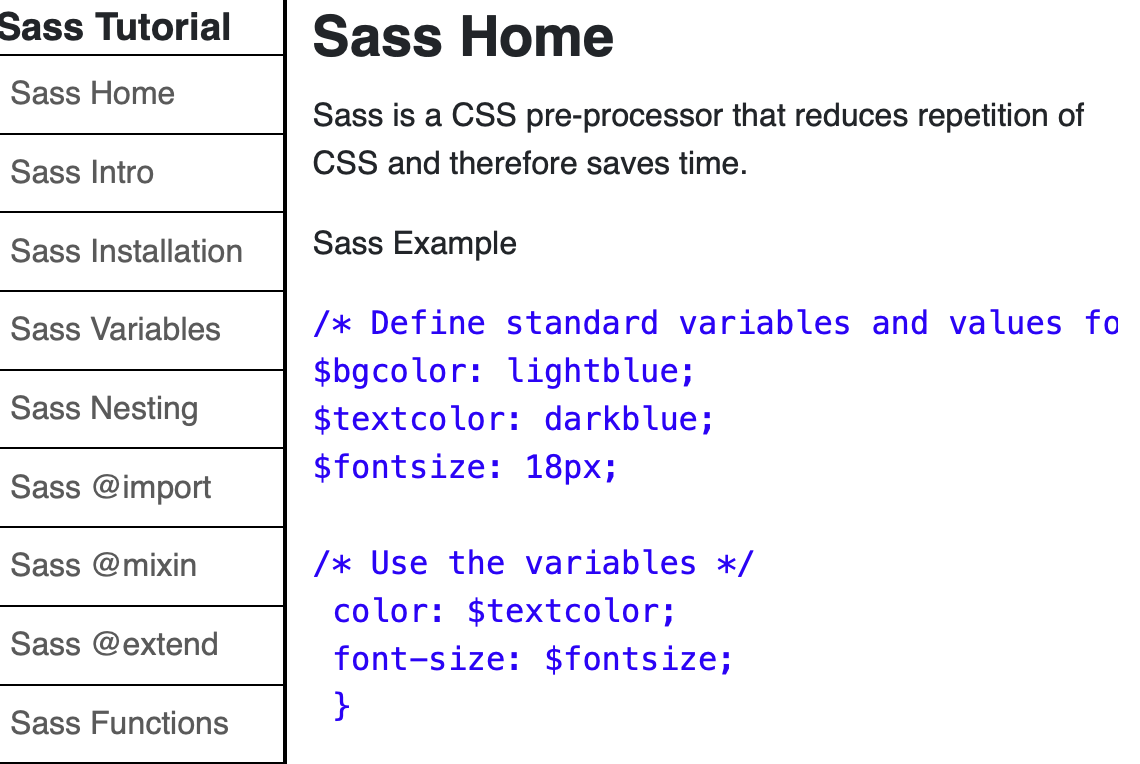 Sass Tutorial
Sass Home
Sass Intro
Sass Installation
Sass Variables
Sass Nesting
Sass @import
Sass @mixin
Sass @extend
Sass Functions
Sass Home
Sass is a CSS pre-processor that reduces repetition of
CSS and therefore saves time.
Sass Example
/* Define standard variables and values fo
$bgcolor: lightblue;
$textcolor: darkblue;
$fontsize: 18px;
/* Use the variables */
color: $textcolor;
font-size: $fontsize;
}